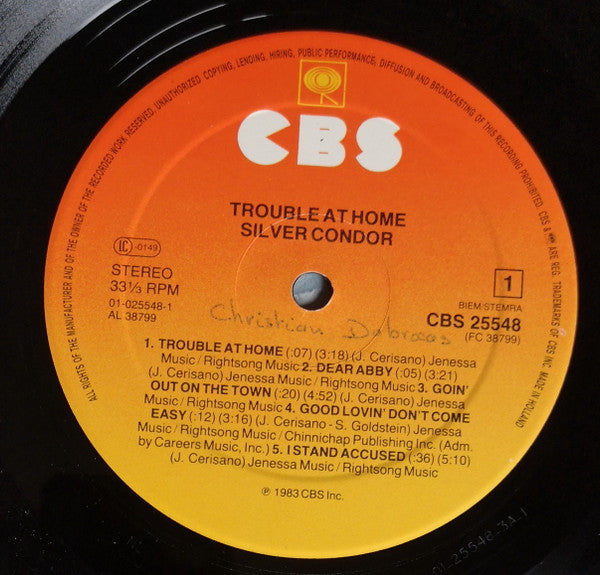 ALL RIGHTS OF THE MANUFACTURER AND OF THE OWNER OF THE RECORDED WORK RESERVED. UNAUTHORIZED COPYING, LENDING, HIRING, PUBLIC PERFORMANCE, DIFFUSION AND BROADCASTING OF THIS RECORDING PROHIBITED. CBS & ARE REG. TRADEMARKS OF CBS INC. MADE IN HOLLAND
CBS
TROUBLE AT HOME
SILVER CONDOR
IC -0149
STEREO
33⅓ RPM
01-025548-1
AL 38799
1
BIEM-STEMRA
CBS 25548
(FC 38799)
Christian
1. TROUBLE AT HOME (:07) (3:18) (J. Cerisano) Jenessa
Music / Rightsong Music 2. DEAR ABBY (:05) (3:21)
(J. Cerisano) Jenessa Music / Rightsong Music 3. GOIN'
OUT ON THE TOWN (:20) (4:52) (J. Cerisano) Jenessa
Music / Rightsong Music 4. GOOD LOVIN' DON'T COME
EASY (:12) (3:16) (J. Cerisano - S. Goldstein) Jenessa
Music / Rightsong Music / Chinnichap Publishing Inc. (Adm.
by Careers Music, Inc.) 5. I STAND ACCUSED (:36) (5:10)
(J. Cerisano) Jenessa Music / Rightsong Music
℗ 1983 CBS Inc.